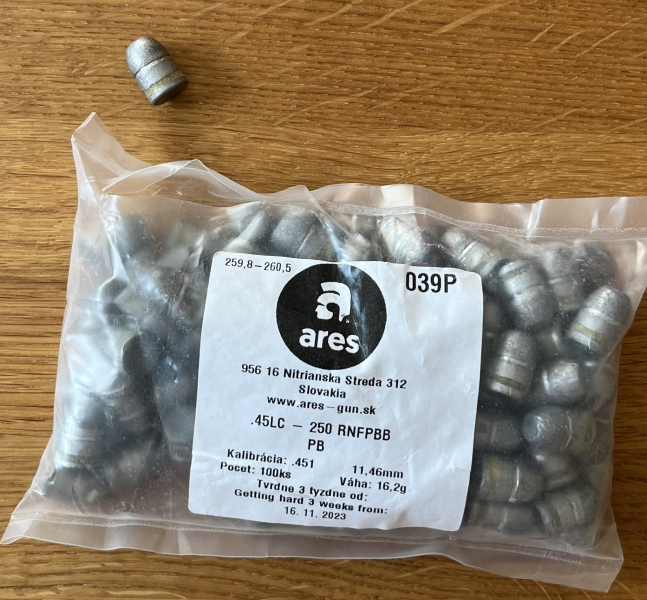 259,8-260,5
039P
ares
956 16 Nitrianska Streda 312
Slovakia
www.ares-gun.sk
.45LC - 250 RNFPBB
PB
Kalibrácia: .451 11,46mm
Pocet: 100ks Váha: 16,2g
Tvrdne 3 tyzdne od:
Getting hard 3 weeks from:
16. 11. 2023